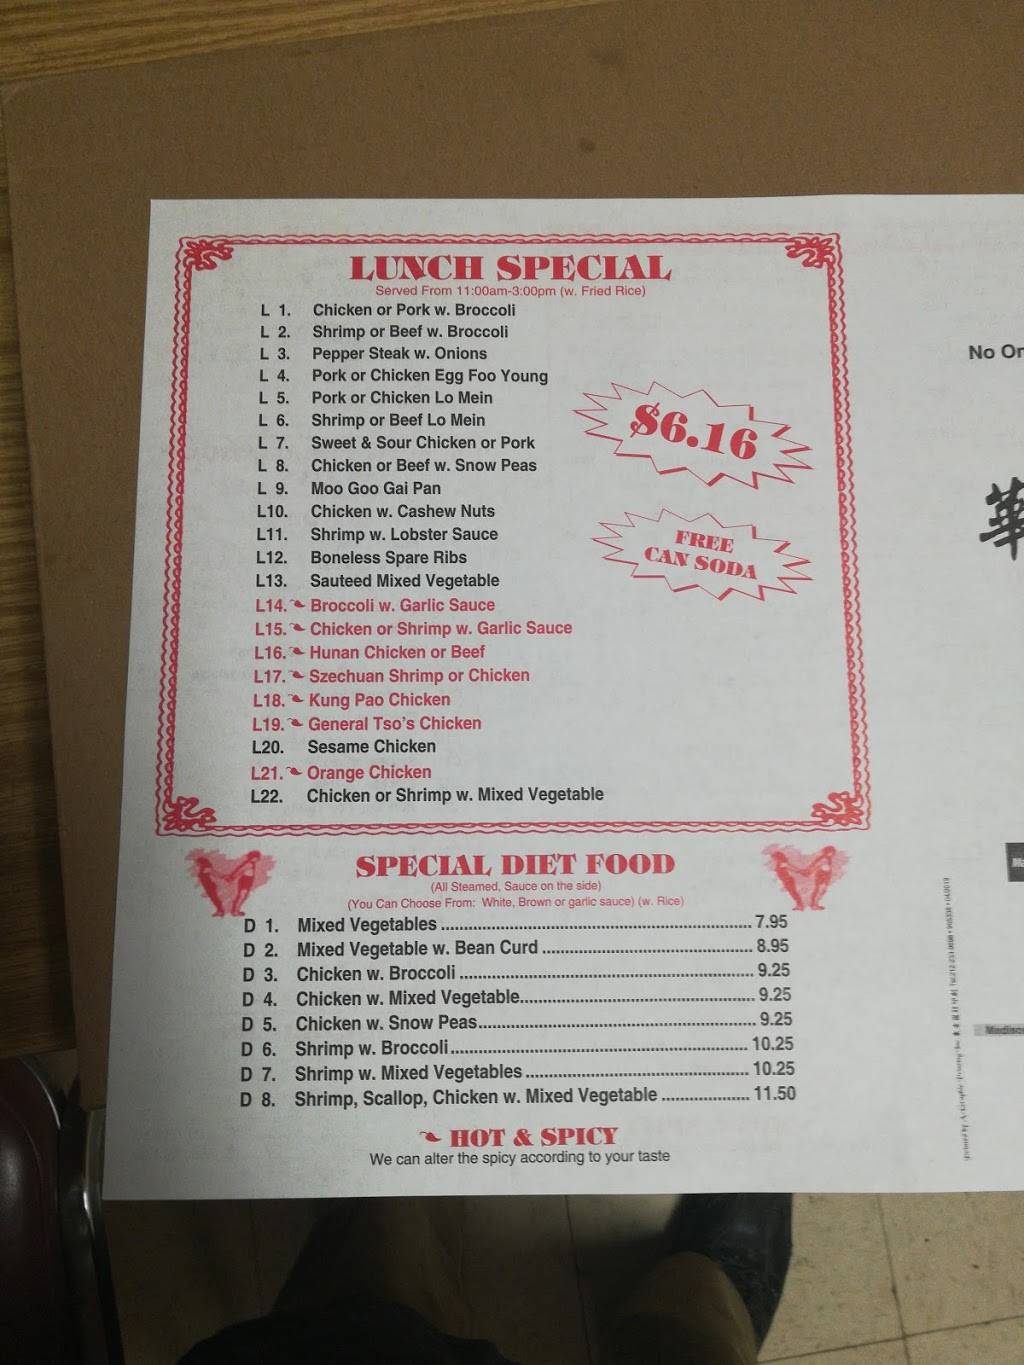 LUNCH SPECIAL
Served From 11:00am-3:00pm (w. Fried Rice)
L 1. Chicken or Pork w. Broccoli
L 2. Shrimp or Beef w. Broccoli
L 3. Pepper Steak w. Onions
L 4. Pork or Chicken Egg Foo Young
L 5. Pork or Chicken Lo Mein
L 6. Shrimp or Beef Lo Mein
L 7. Sweet & Sour Chicken or Pork
L 8. Chicken or Beef w. Snow Peas
L 9. Moo Goo Gai Pan
L10. Chicken w. Cashew Nuts
L11. Shrimp w. Lobster Sauce
L12. Boneless Spare Ribs
L13. Sauteed Mixed Vegetable
L14. Broccoli w. Garlic Sauce
L15. Chicken or Shrimp w. Garlic Sauce
L16. Hunan Chicken or Beef
L17. Szechuan Shrimp or Chicken
L18. Kung Pao Chicken
L19. General Tso's Chicken
L20. Sesame Chicken
L21. Orange Chicken
L22. Chicken or Shrimp w. Mixed Vegetable
$6.16
FREE
CAN SODA
SPECIAL DIET FOOD
(All Steamed, Sauce on the side)
(You Can Choose From: White, Brown or garlic sauce) (w. Rice)
D 1. Mixed Vegetables 7.95
D 2. Mixed Vegetable w. Bean Curd 8.95
D 3. Chicken w. Broccoli 9.25
D 4. Chicken w. Mixed Vegetable 9.25
D 5. Chicken w. Snow Peas 9.25
D 6. Shrimp w. Broccoli 10.25
D 7. Shrimp w. Mixed Vegetables 10.25
D 8. Shrimp, Scallop, Chicken w. Mixed Vegetable 11.50
HOT & SPICY
We can alter the spicy according to your taste
No
華